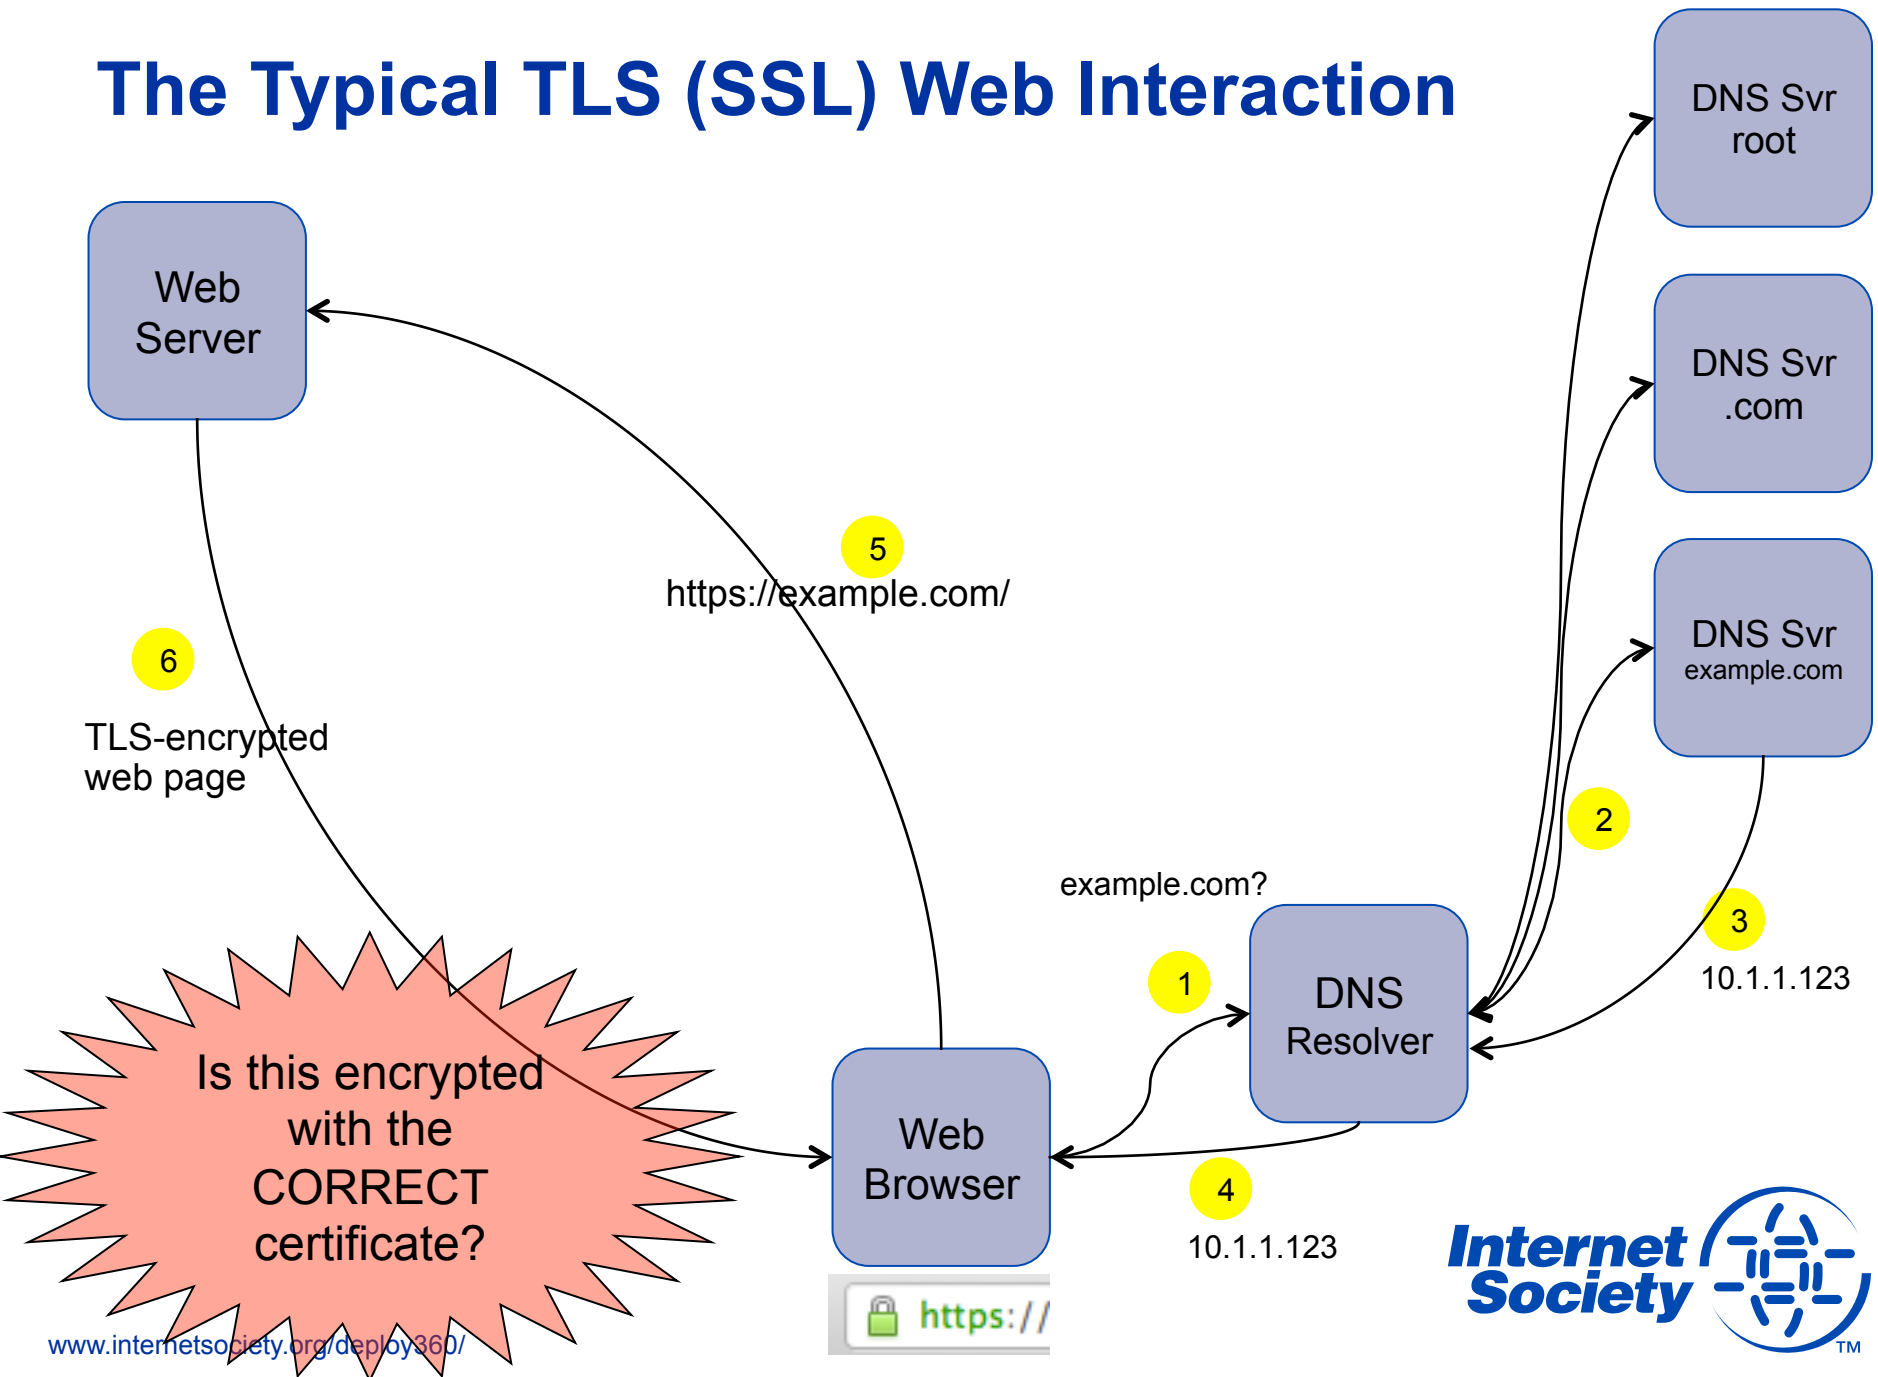 The Typical TLS (SSL) Web Interaction
DNS Svr
root
Web
Server
DNS Svr
.com
5
https://example.com/
DNS Svr
example.com
6
TLS-encrypted
web page
2
example.com?
3
10.1.1.123
1
DNS
Resolver
Is this encrypted
with the
CORRECT
certificate?
Web
Browser
4
10.1.1.123
https://
Internet
Society
TM
www.internetsociety.org/deploy360/